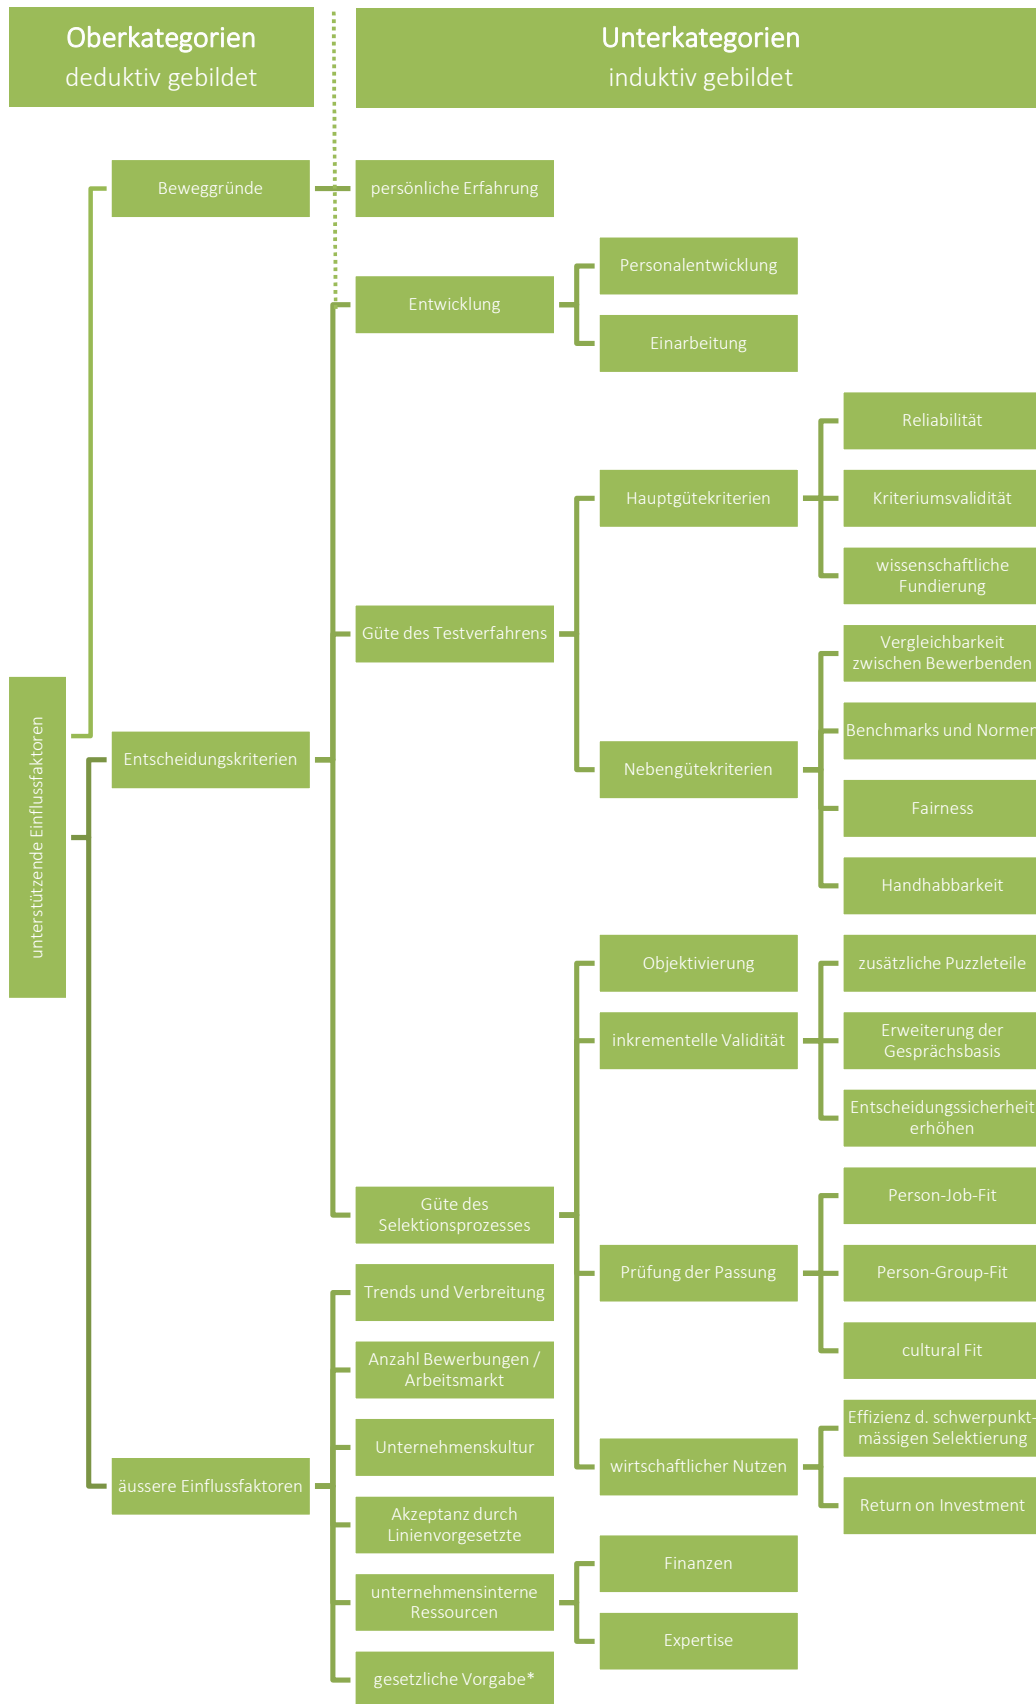 Oberkategorien
deduktiv gebildet
Unterkategorien
induktiv gebildet
unterstützende Einflussfaktoren
Beweggründe
persönliche Erfahrung
Entscheidungskriterien
Entwicklung
Personalentwicklung
Einarbeitung
Güte des Testverfahrens
Hauptgütekriterien
Reliabilität
Kriteriumsvalidität
wissenschaftliche
Fundierung
Nebengütekriterien
Vergleichbarkeit
zwischen Bewerbenden
Benchmarks und Normen
Fairness
Handhabbarkeit
Güte des
Selektionsprozesses
Objektivierung
inkrementelle Validität
zusätzliche Puzzleteile
Erweiterung der
Gesprächsbasis
Entscheidungssicherheit
erhöhen
Prüfung der Passung
Person-Job-Fit
Person-Group-Fit
cultural Fit
wirtschaftlicher Nutzen
Effizienz d. schwerpunkt-
mässigen Selektierung
Return on Investment
äussere Einflussfaktoren
Trends und Verbreitung
Anzahl Bewerbungen /
Arbeitsmarkt
Unternehmenskultur
Akzeptanz durch
Linienvorgesetzte
unternehmensinterne
Ressourcen
Finanzen
Expertise
gesetzliche Vorgabe*